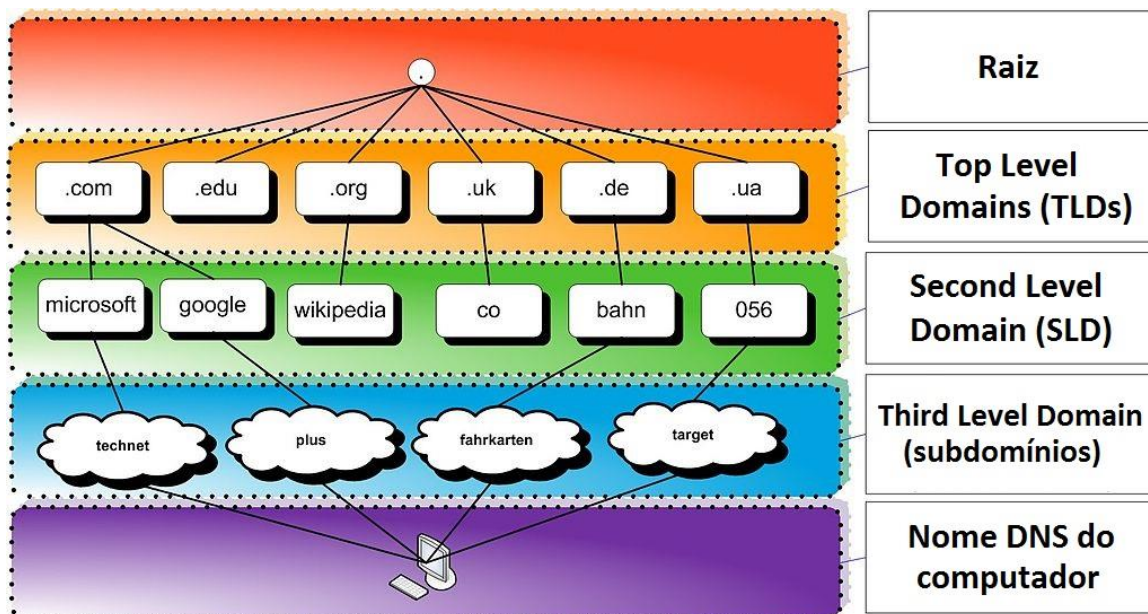 .
Raiz
.com .edu .org .uk .de .ua
Top Level
Domains (TLDs)
microsoft google wikipedia co bahn 056
Second Level
Domain (SLD)
technet plus fahrkarten target
Third Level Domain
(subdomínios)
Nome DNS do
computador